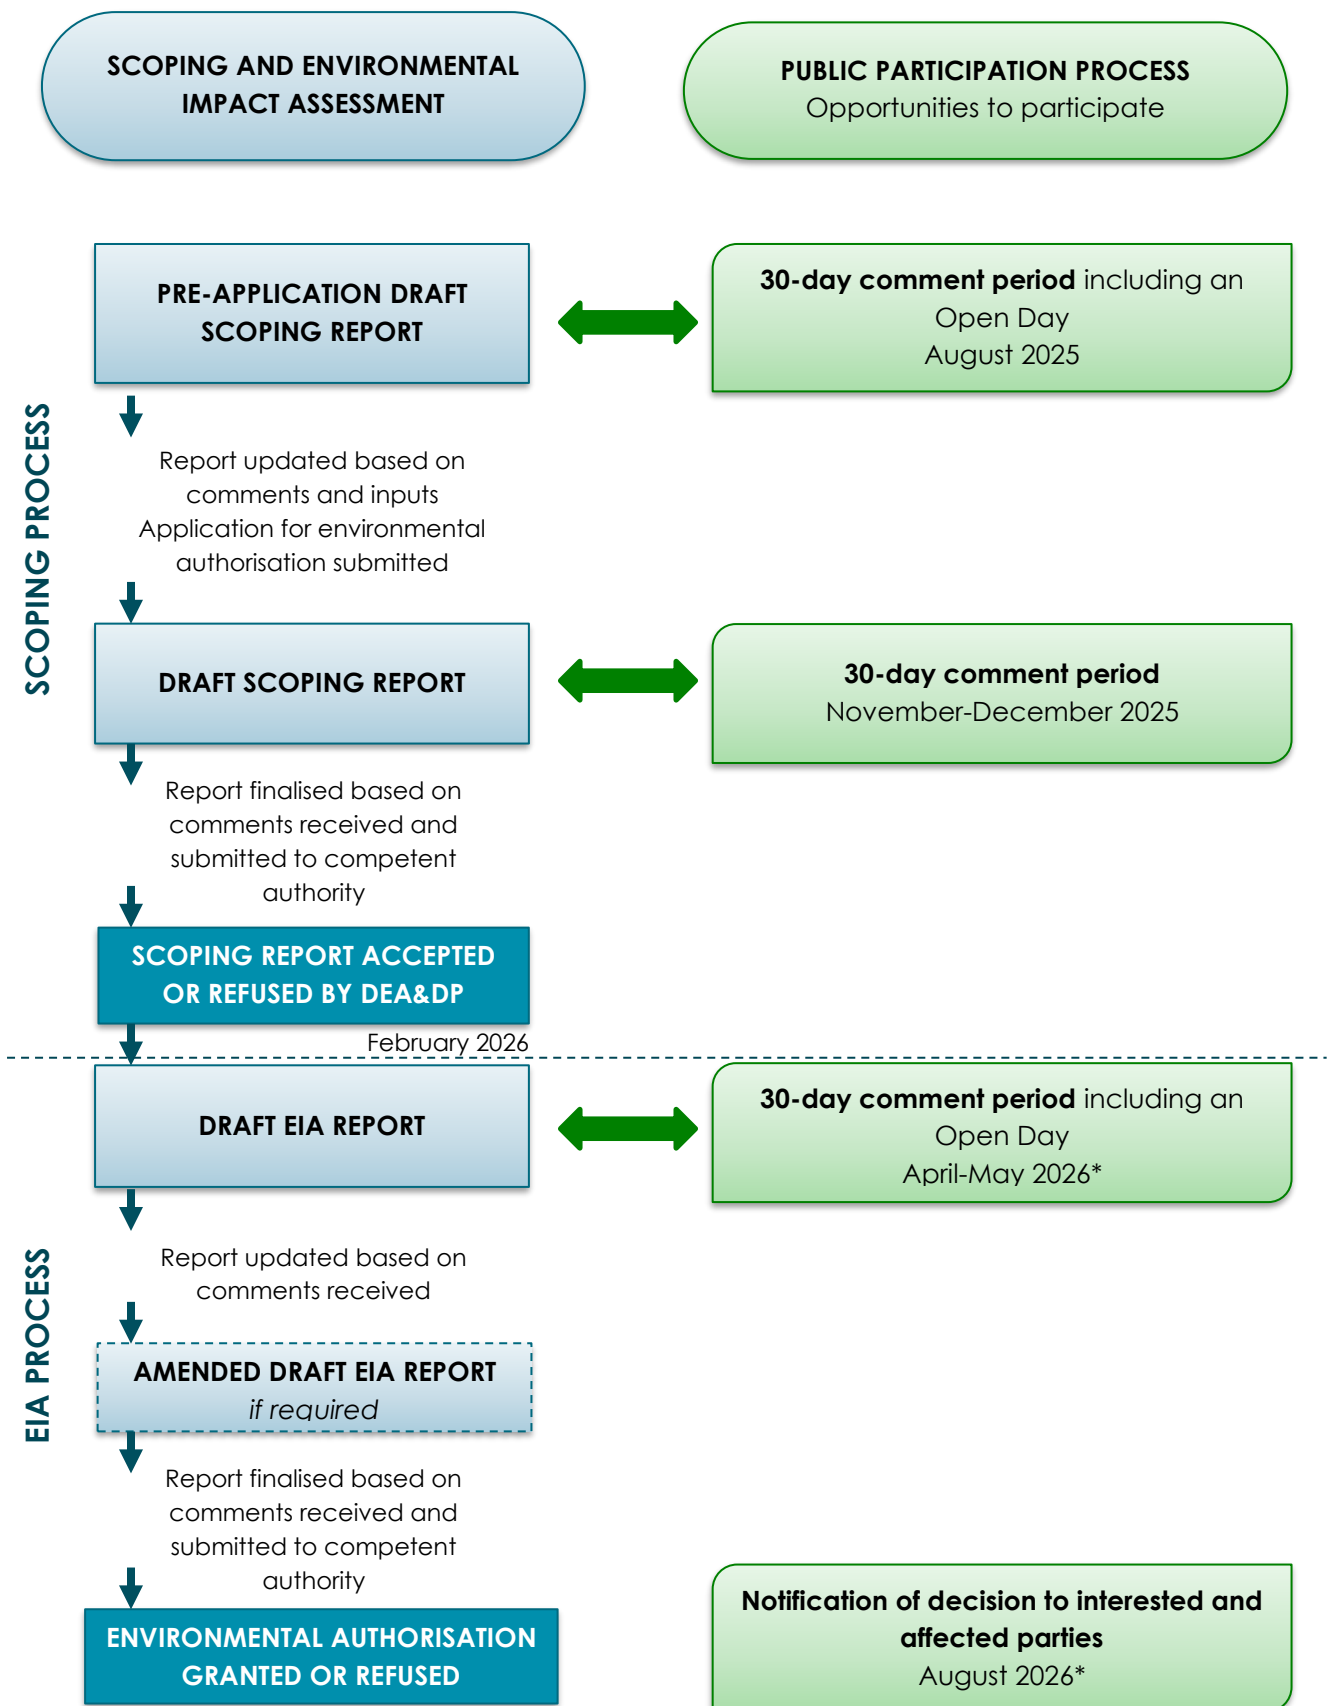 SCOPING AND ENVIRONMENTAL
IMPACT ASSESSMENT
PUBLIC PARTICIPATION PROCESS
Opportunities to participate
SCOPING PROCESS
PRE-APPLICATION DRAFT
SCOPING REPORT
30-day comment period including an
Open Day
August 2025
Report updated based on
comments and inputs
Application for environmental
authorisation submitted
DRAFT SCOPING REPORT
30-day comment period
November-December 2025
Report finalised based on
comments received and
submitted to competent
authority
SCOPING REPORT ACCEPTED
OR REFUSED BY DEA&DP
February 2026
EIA PROCESS
DRAFT EIA REPORT
30-day comment period including an
Open Day
April-May 2026*
Report updated based on
comments received
AMENDED DRAFT EIA REPORT
if required
Report finalised based on
comments received and
submitted to competent
authority
ENVIRONMENTAL AUTHORISATION
GRANTED OR REFUSED
Notification of decision to interested and
affected parties
August 2026*